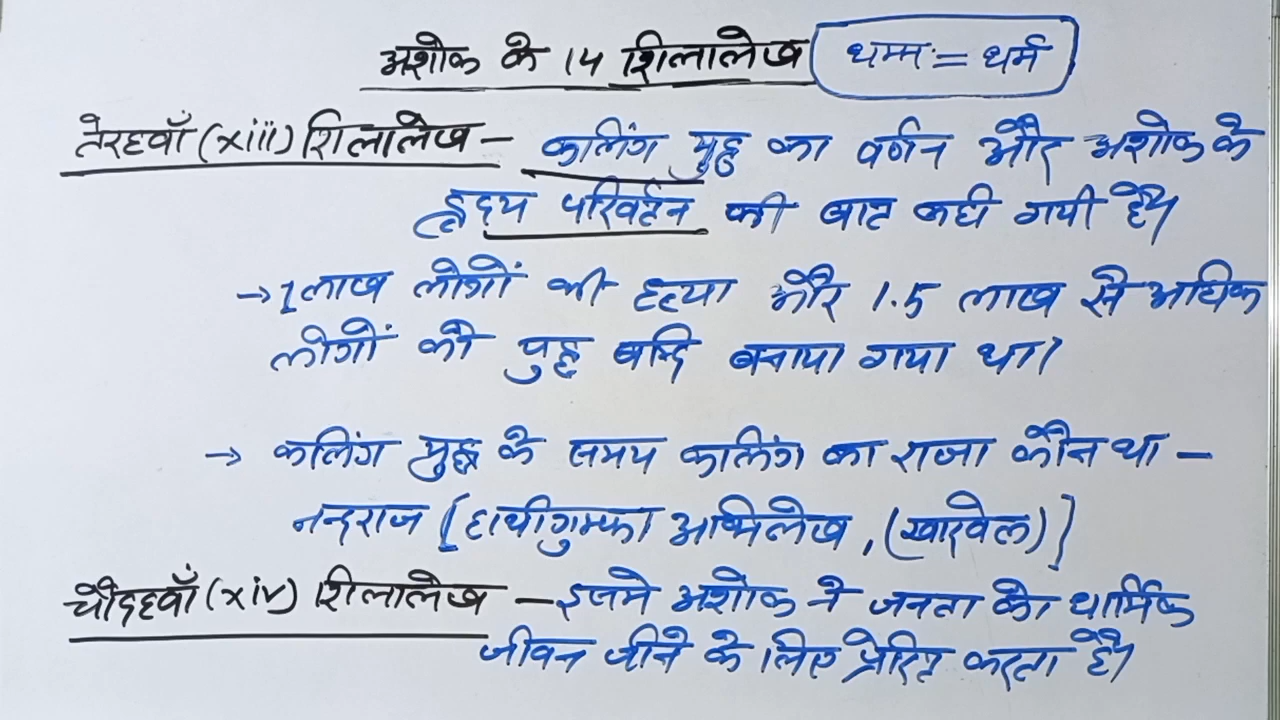 अशोक के 14 शिलालेख धम्म = धर्म
तेरहवाँ (xiii) शिलालेख - कलिंग युद्ध का वर्णन और अशोक के
हृदय परिवर्तन की बात कही गयी है।
→ 1 लाख लोगों की हत्या और 1.5 लाख से अधिक
लोगों को युद्ध बन्दि बनाया गया था।
→ कलिंग युद्ध के समय कलिंग का राजा कौन था -
नन्दराज [हाथीगुम्फा अभिलेख, (खारवेल)]
चौदहवाँ (xiv) शिलालेख - इसमे अशोक ने जनता को धार्मिक
जीवन जीने के लिए प्रेरित करता है।